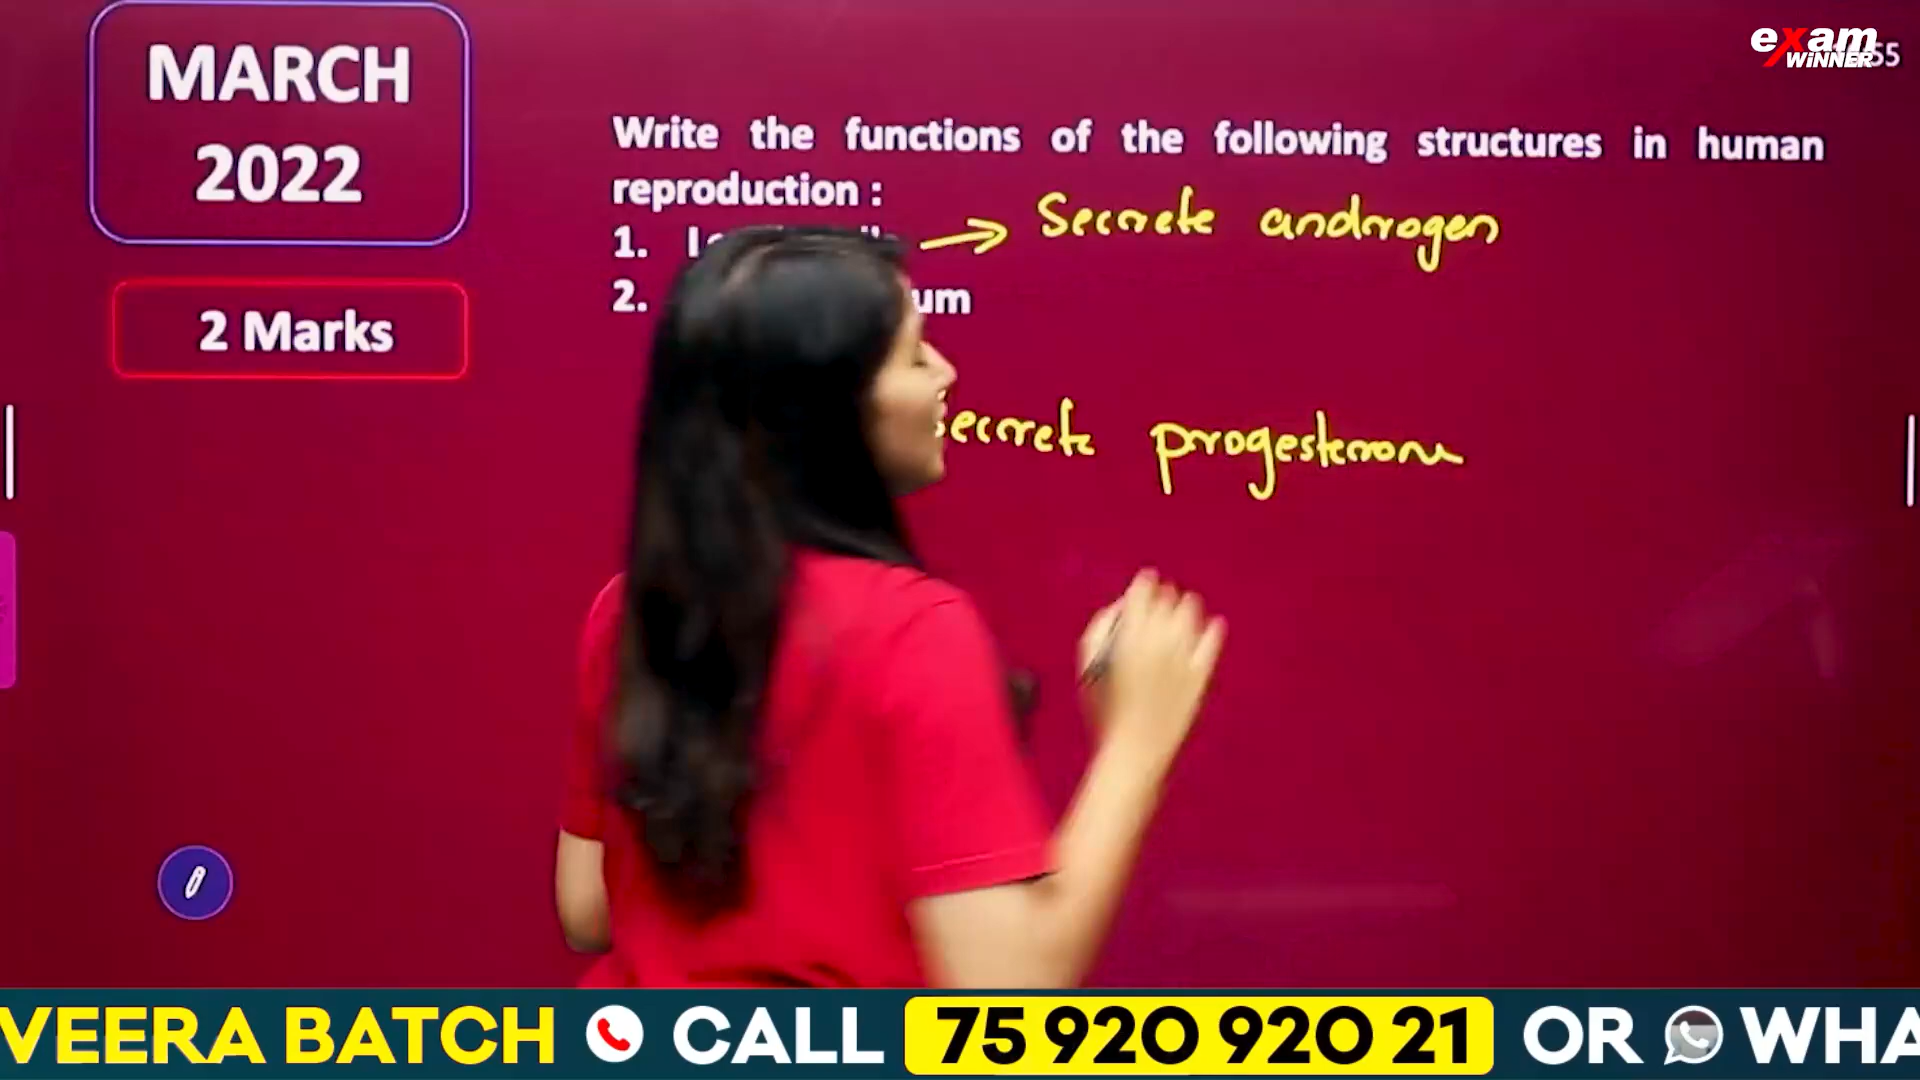 MARCH
2022
2 Marks
exam
WiNNER
55
Write the functions of the following structures in human
reproduction :
1. → Secrete androgen
2.
Secrete progesterone
VEERA BATCH CALL 75 920 920 21 OR WHA